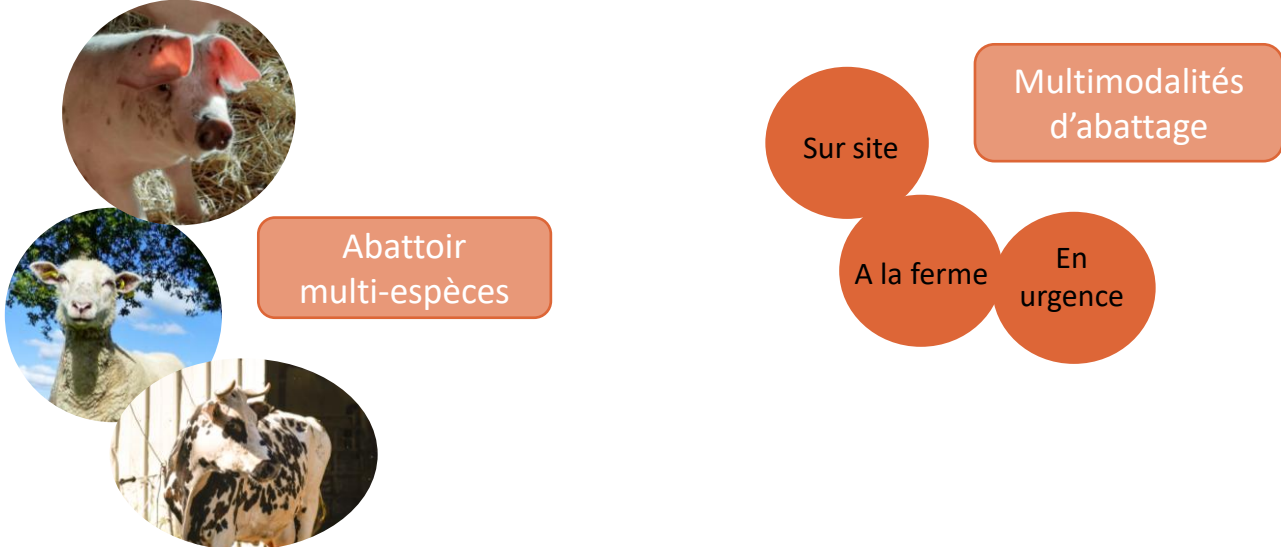 Abattoir
multi-espèces
Multimodalités
d’abattage
Sur site
A la ferme
En
urgence